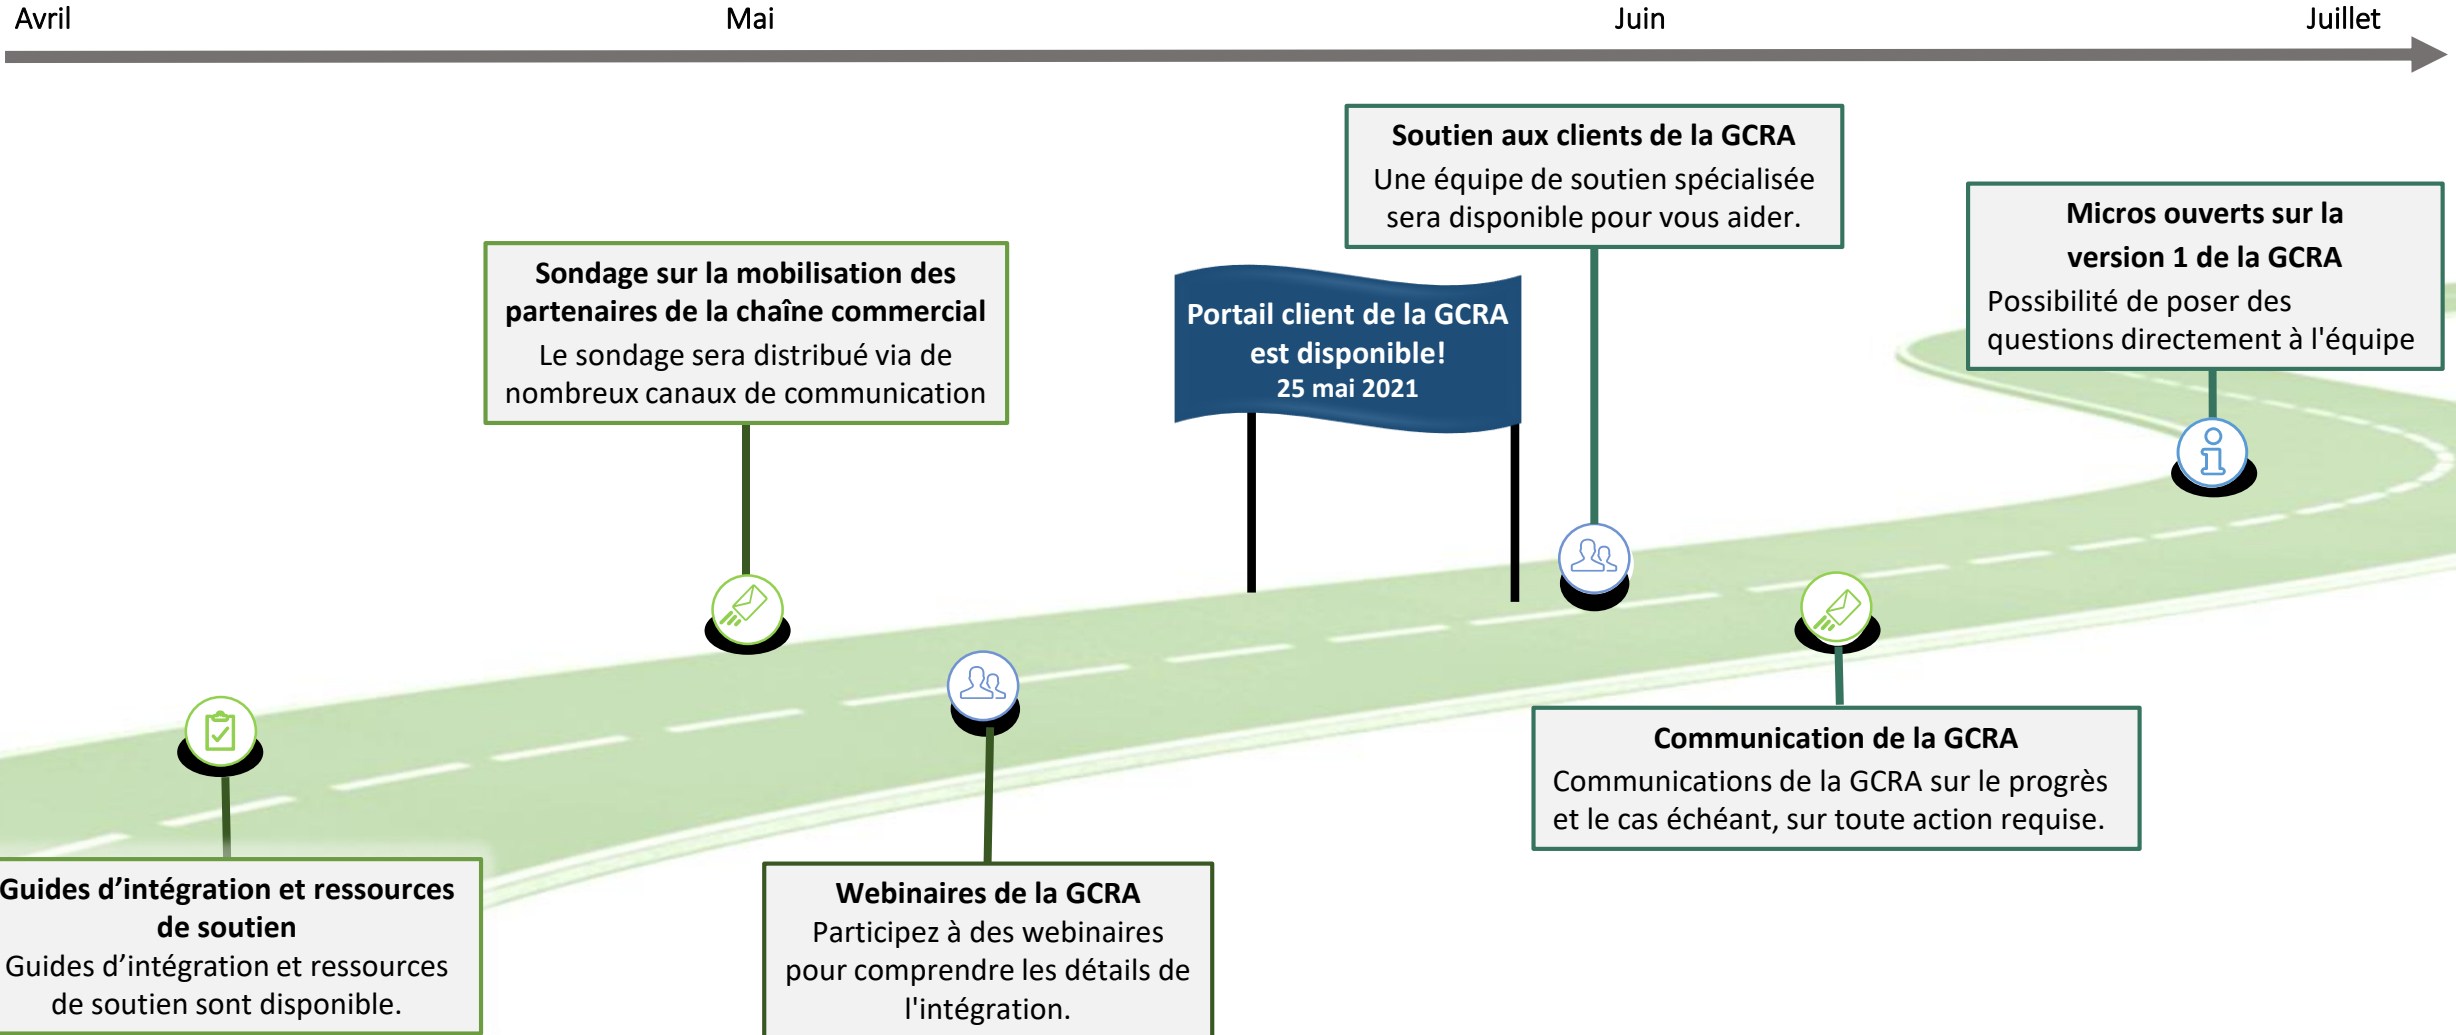 Avril
Mai
Juin
Juillet
Soutien aux clients de la GCRA
Une équipe de soutien spécialisée
sera disponible pour vous aider.
Micros ouverts sur la
version 1 de la GCRA
Possibilité de poser des
questions directement à l'équipe
Sondage sur la mobilisation des
partenaires de la chaîne commercial
Le sondage sera distribué via de
nombreux canaux de communication
Portail client de la GCRA
est disponible!
25 mai 2021
Communication de la GCRA
Communications de la GCRA sur le progrès
et le cas échéant, sur toute action requise.
Guides d’intégration et ressources
de soutien
Guides d’intégration et ressources
de soutien sont disponible.
Webinaires de la GCRA
Participez à des webinaires
pour comprendre les détails de
l'intégration.